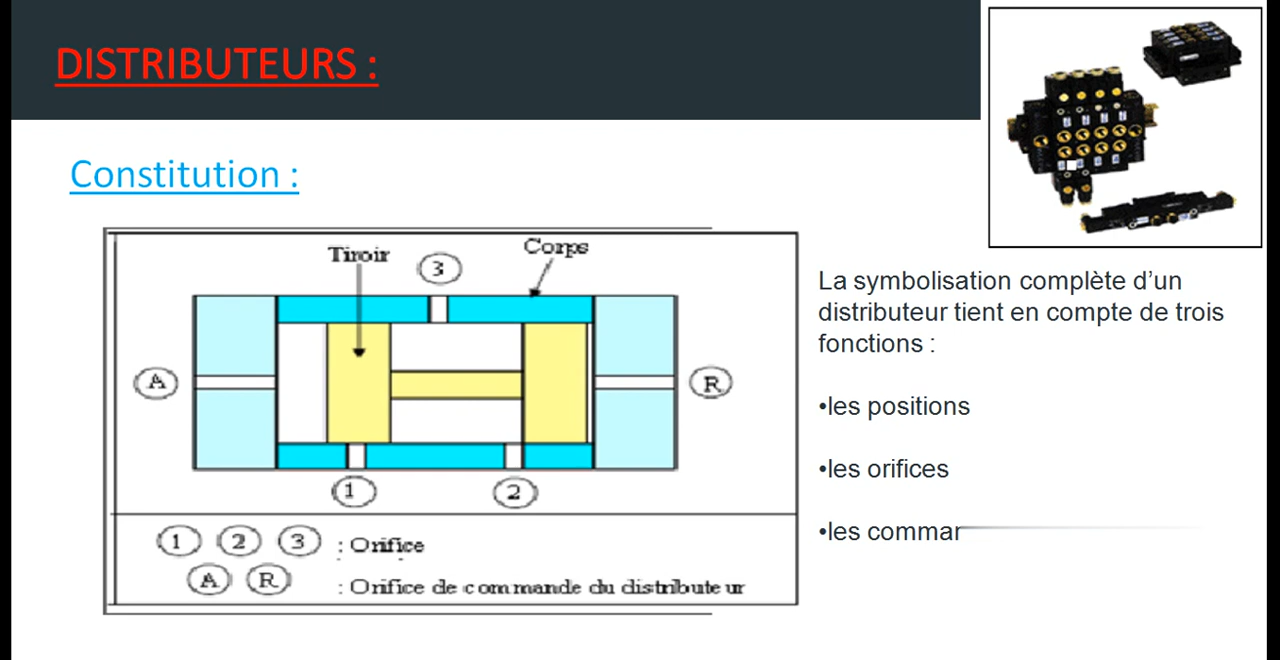 DISTRIBUTEURS :
Constitution :
Tiroir
3
Corps
A
R
1
2
1 2 3 : Orifice
A R : Orifice de commande du distributeur
La symbolisation complète d’un
distributeur tient en compte de trois
fonctions :
•les positions
•les orifices
•les commar